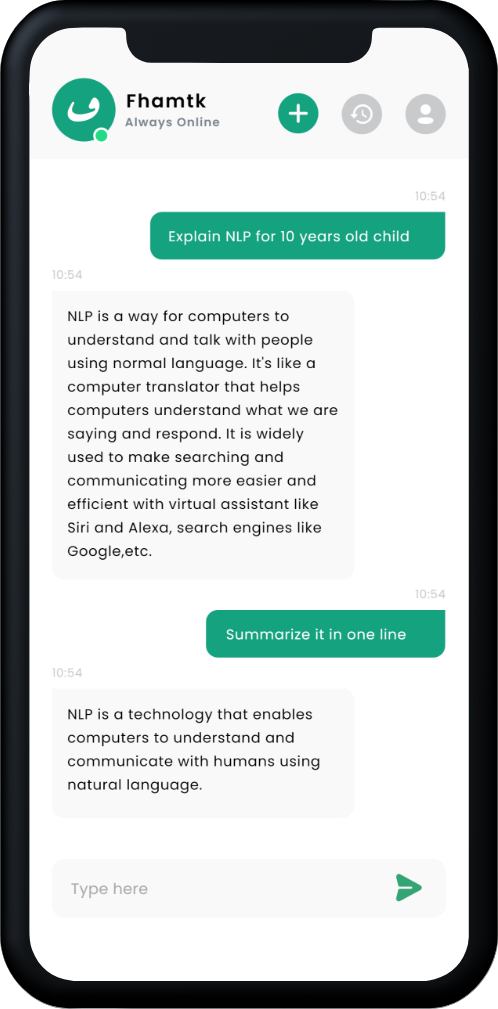 ف
Fhamtk
Always Online
10:54
Explain NLP for 10 years old child
10:54
NLP is a way for computers to
understand and talk with people
using normal language. It's like a
computer translator that helps
computers understand what we are
saying and respond. It is widely
used to make searching and
communicating more easier and
efficient with virtual assistant like
Siri and Alexa, search engines like
Google,etc.
10:54
Summarize it in one line
10:54
NLP is a technology that enables
computers to understand and
communicate with humans using
natural language.
Type here